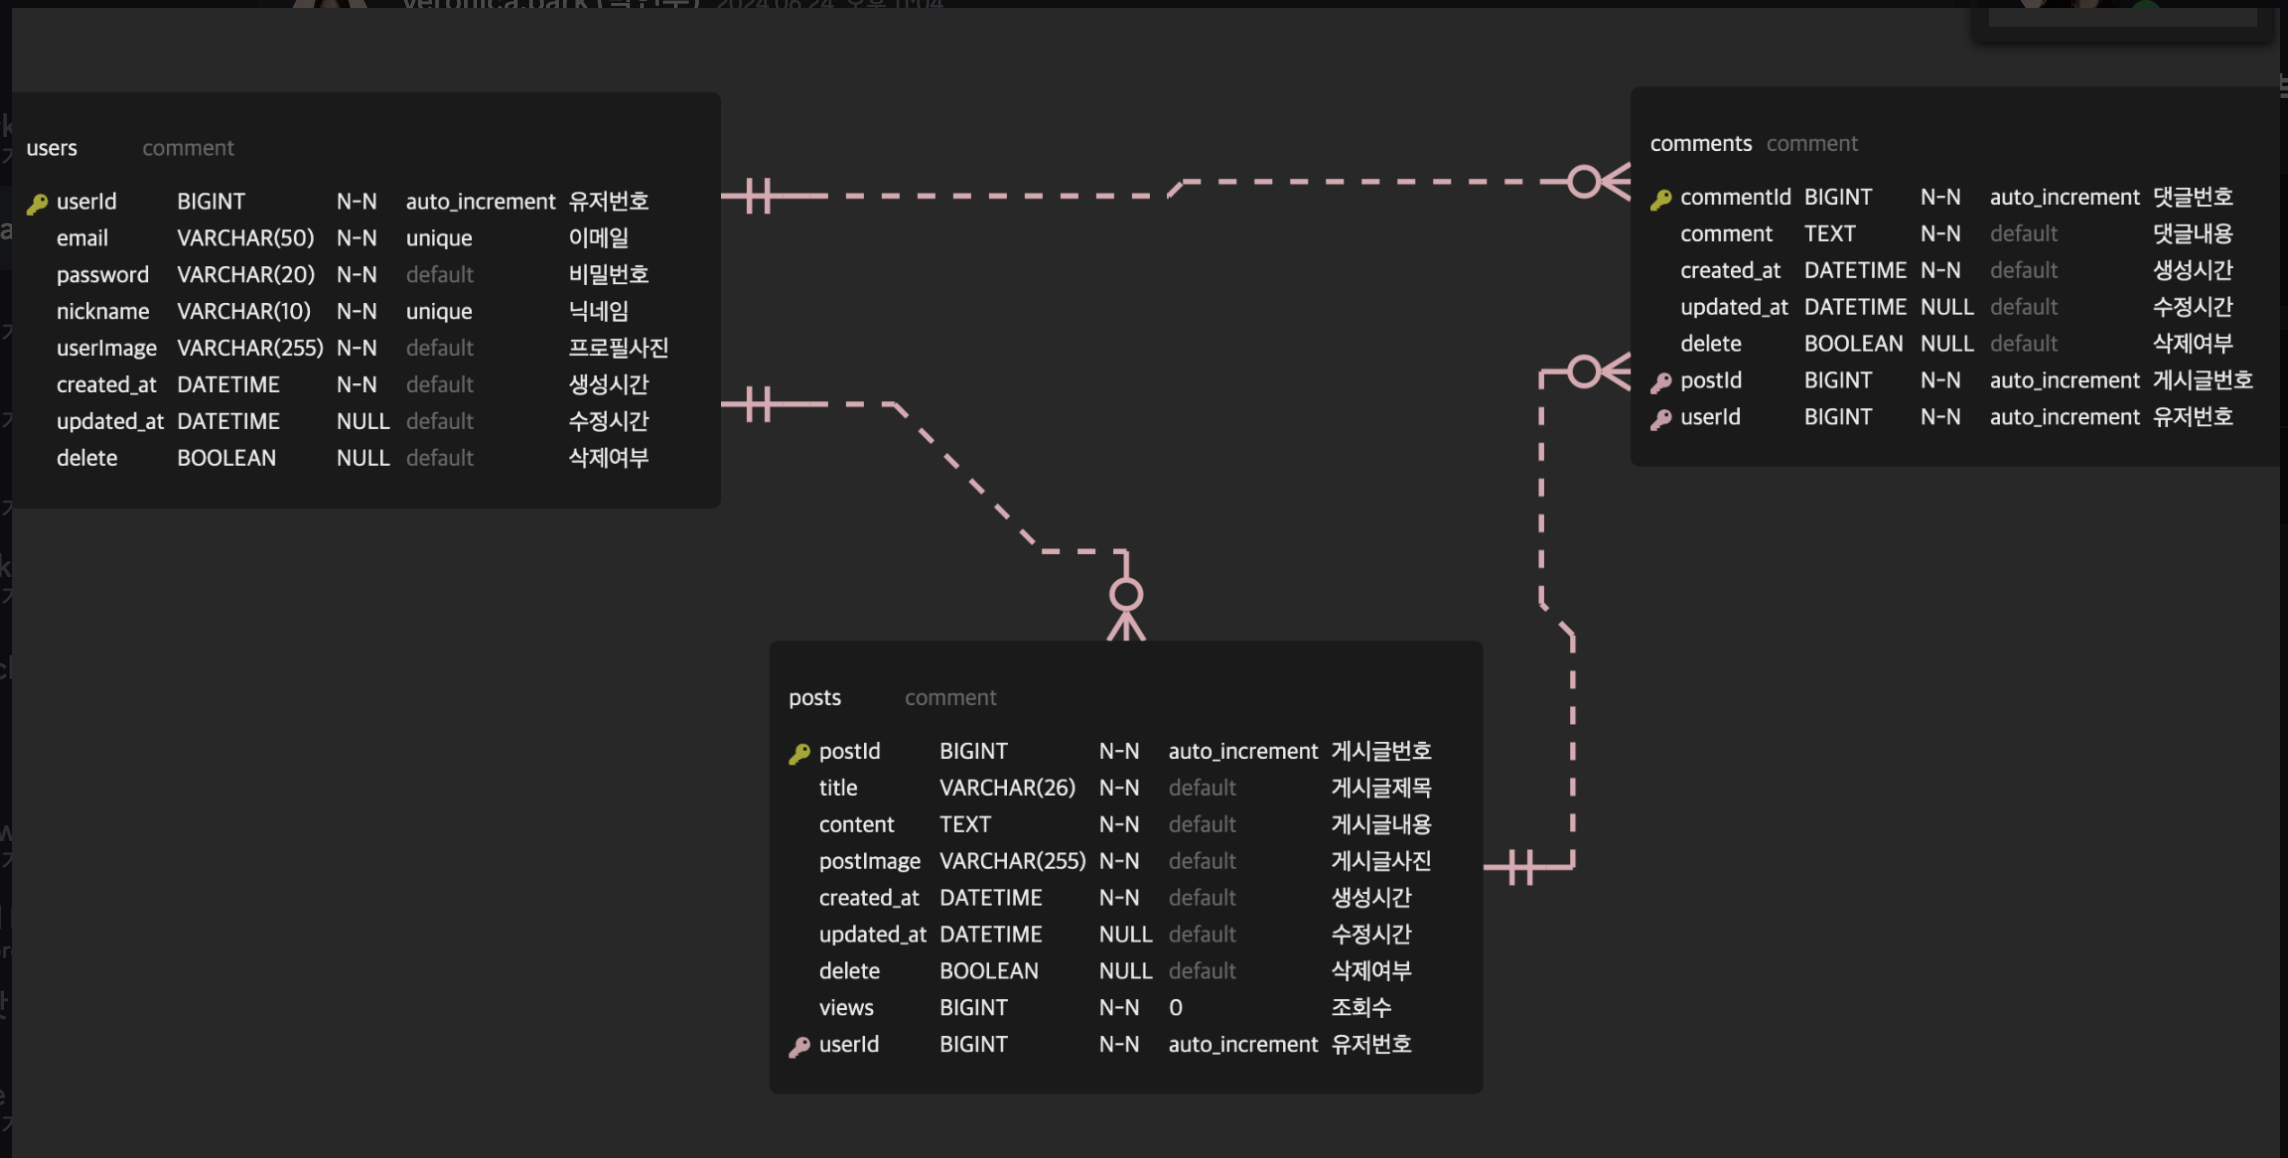 veronica.park 2024.06.24. 오후 11:04
users comment
userId BIGINT N-N auto_increment 유저번호
email VARCHAR(50) N-N unique 이메일
password VARCHAR(20) N-N default 비밀번호
nickname VARCHAR(10) N-N unique 닉네임
userImage VARCHAR(255) N-N default 프로필사진
created_at DATETIME N-N default 생성시간
updated_at DATETIME NULL default 수정시간
delete BOOLEAN NULL default 삭제여부
comments comment
commentId BIGINT N-N auto_increment 댓글번호
comment TEXT N-N default 댓글내용
created_at DATETIME N-N default 생성시간
updated_at DATETIME NULL default 수정시간
delete BOOLEAN NULL default 삭제여부
postId BIGINT N-N auto_increment 게시글번호
userId BIGINT N-N auto_increment 유저번호
posts comment
postId BIGINT N-N auto_increment 게시글번호
title VARCHAR(26) N-N default 게시글제목
content TEXT N-N default 게시글내용
postImage VARCHAR(255) N-N default 게시글사진
created_at DATETIME N-N default 생성시간
updated_at DATETIME NULL default 수정시간
delete BOOLEAN NULL default 삭제여부
views BIGINT N-N 0 조회수
userId BIGINT N-N auto_increment 유저번호